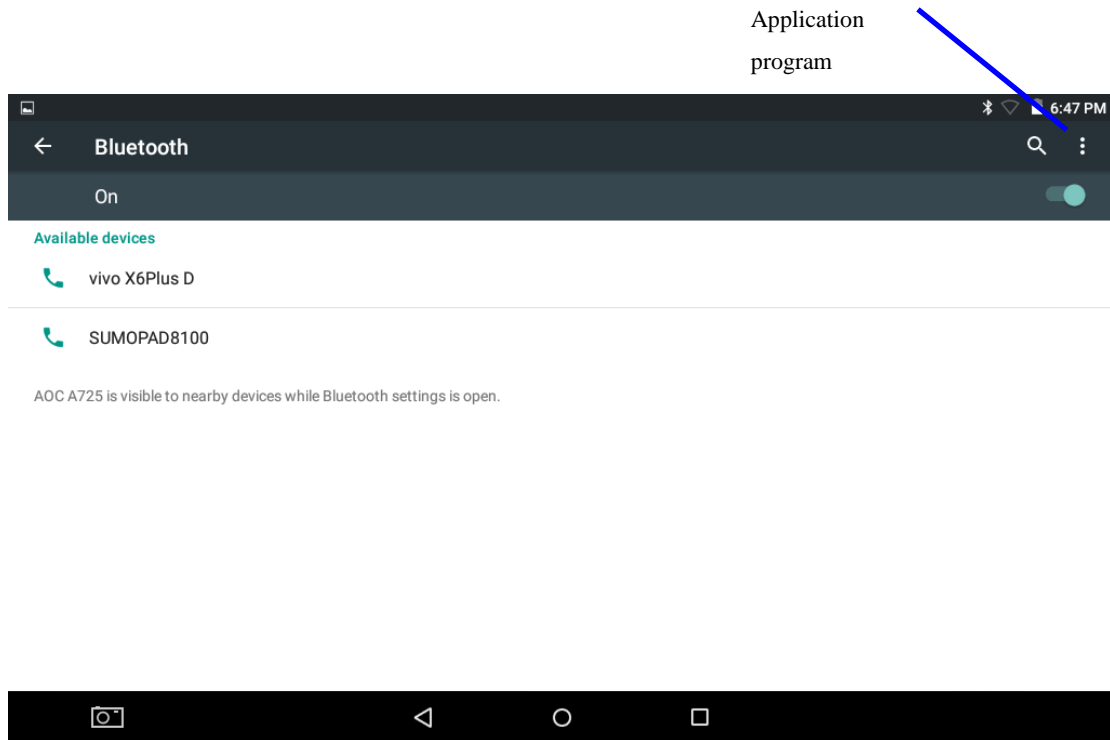 Application
program
6:47 PM
Bluetooth
On
Available devices
vivo X6Plus D
SUMOPAD8100
AOC A725 is visible to nearby devices while Bluetooth settings is open.